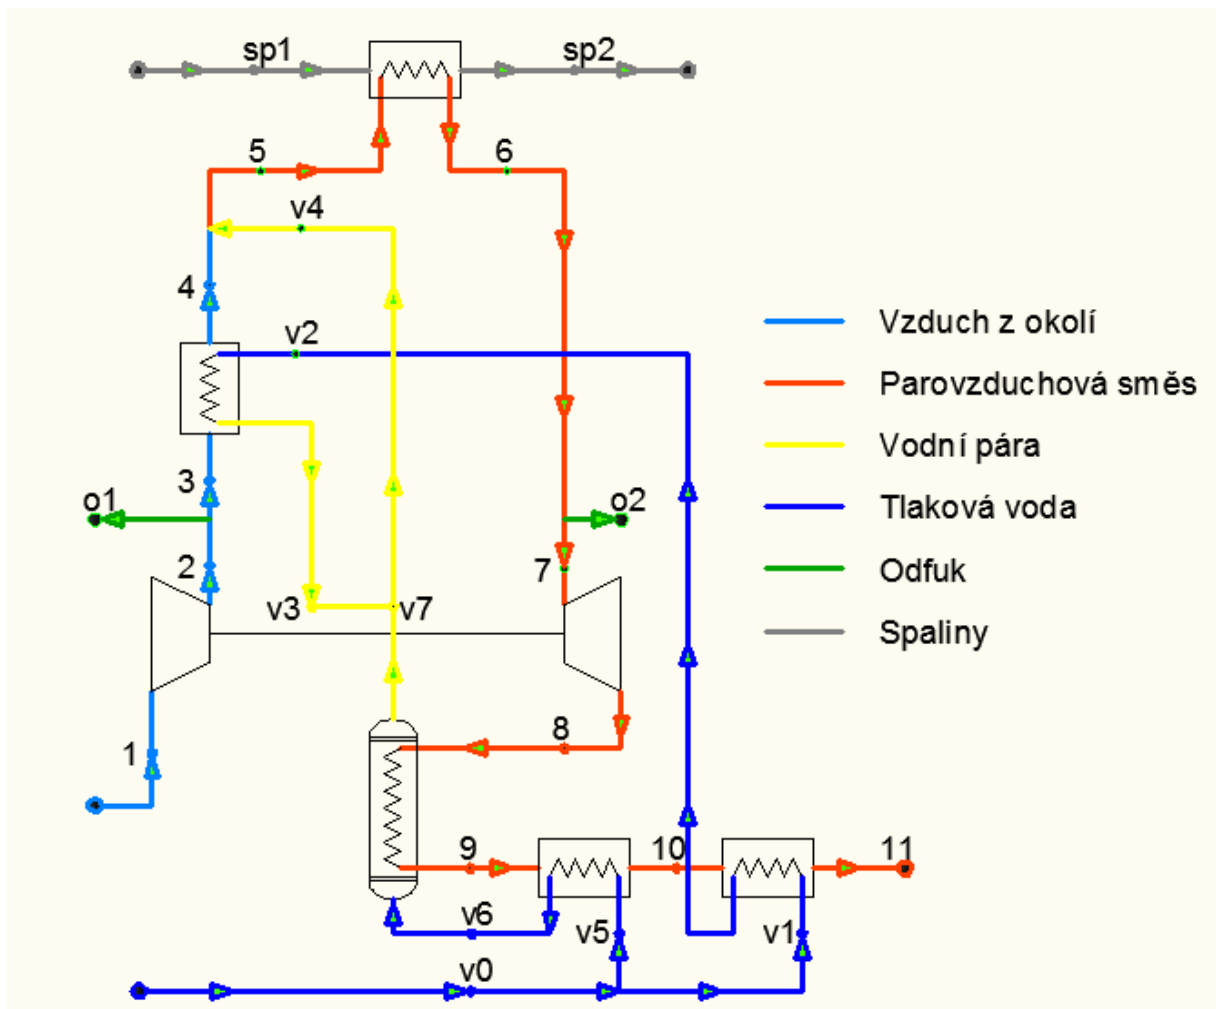 sp1 sp2
5 6
v4
4
v2
3
o1 o2
2 7
v3 v7
8
1
9 10 11
v6 v5 v1
v0
Vzduch z okolí
Parovzduchová směs
Vodní pára
Tlaková voda
Odfuk
Spaliny